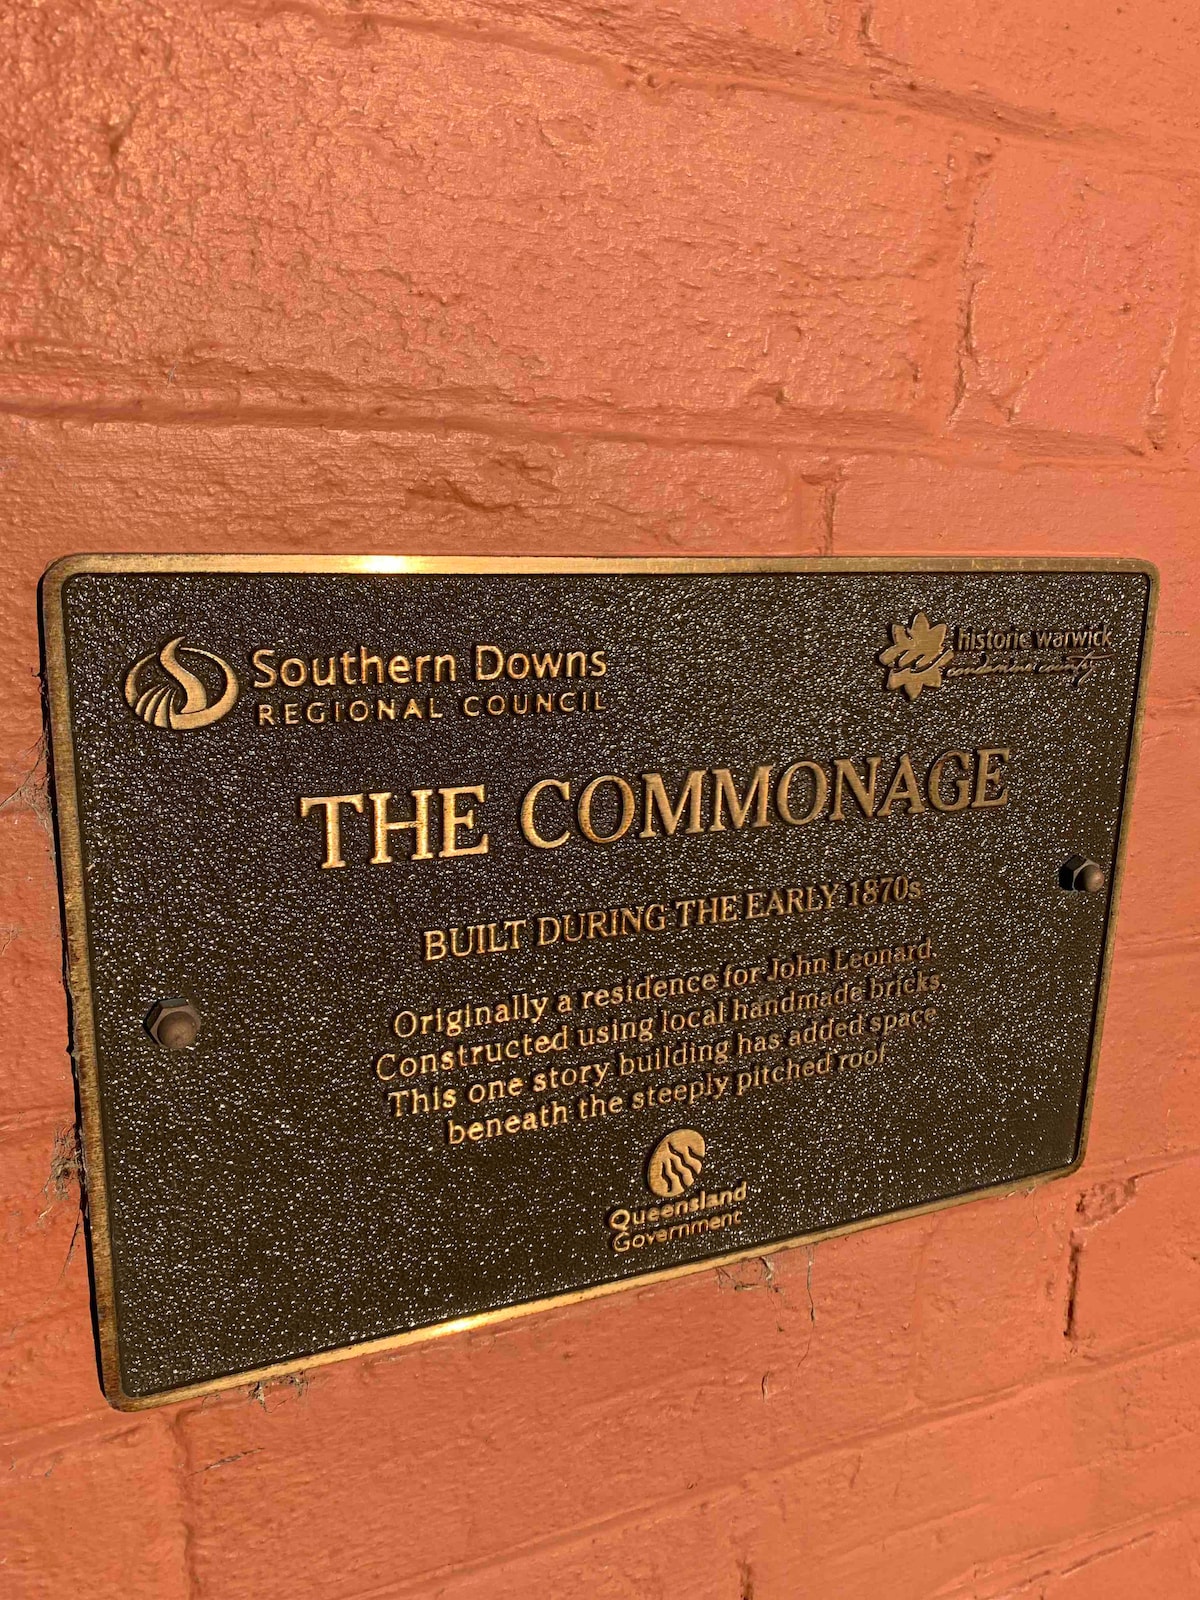 Southern Downs
REGIONAL COUNCIL
historic warwick
THE COMMONAGE
BUILT DURING THE EARLY 1870s
Originally a residence for John Leonard.
Constructed using local handmade bricks
This one story building has added space
beneath the steeply pitched roof
Queensland
Government